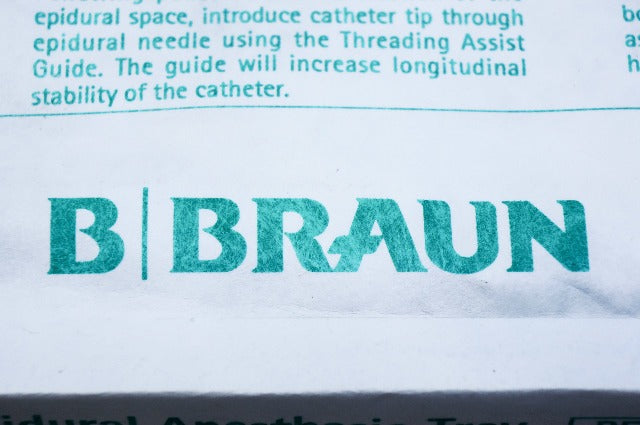 epidural space, introduce catheter tip through
epidural needle using the Threading Assist
Guide. The guide will increase longitudinal
stability of the catheter.
B|BRAUN